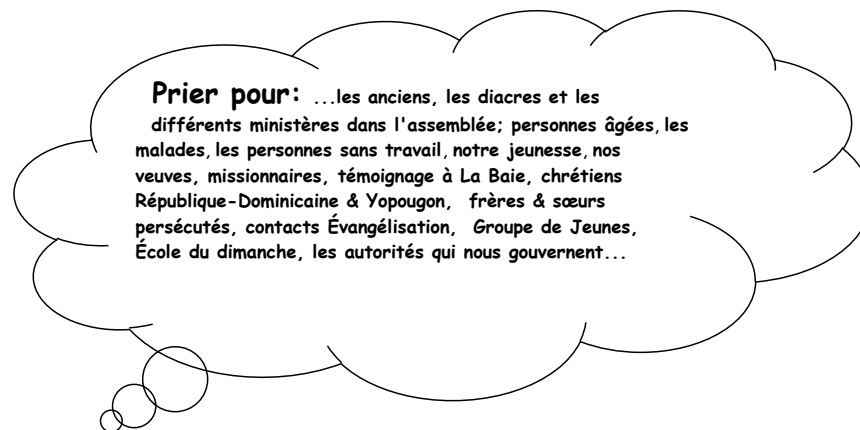 Prier pour: ...les anciens, les diacres et les
différents ministères dans l'assemblée; personnes âgées, les
malades, les personnes sans travail, notre jeunesse, nos
veuves, missionnaires, témoignage à La Baie, chrétiens
République-Dominicaine & Yopougon, frères & sœurs
persécutés, contacts Évangélisation, Groupe de Jeunes,
École du dimanche, les autorités qui nous gouvernent...